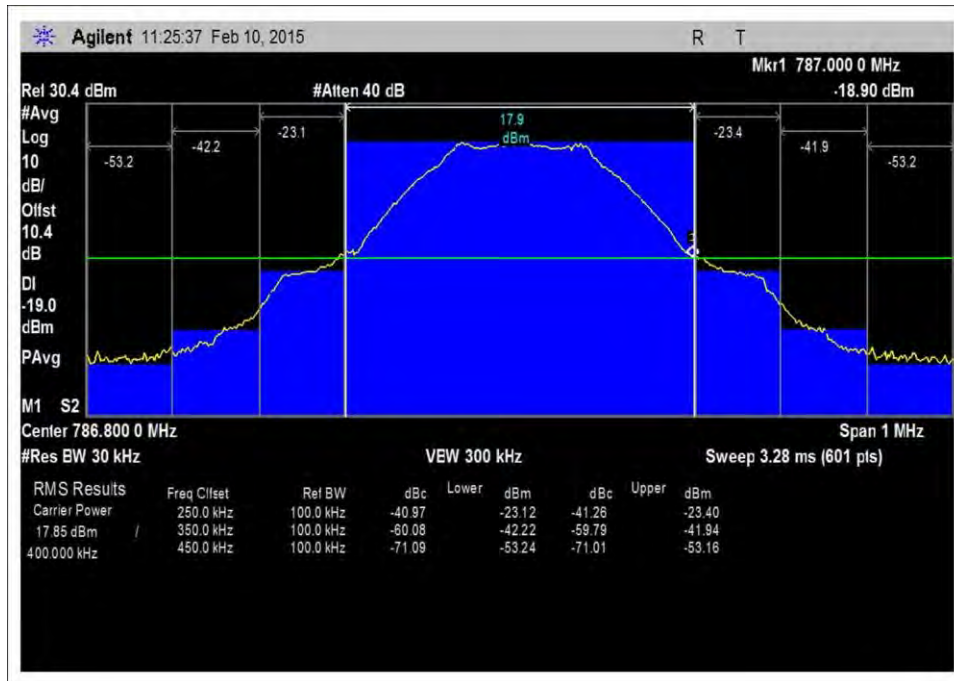 Agilent 11:25:37 Feb 10, 2015 R T
Mkr1 787.000 0 MHz
Rel 30.4 dBm #Atten 40 dB -18.90 dBm
#Avg
Log
10
dB/
Offst
10.4
dB
DI
-19.0
dBm
PAvg
M1 S2
-53.2 -42.2 -23.1 17.9 dBm -23.4 -41.9 -53.2
1
Center 786.800 0 MHz Span 1 MHz
#Res BW 30 kHz VBW 300 kHz Sweep 3.28 ms (601 pts)
RMS Results Freq Offset Ref BW dBc Lower dBm dBc Upper dBm
Carrier Power 250.0 kHz 100.0 kHz -40.97 -23.12 -41.26 -23.40
17.85 dBm / 350.0 kHz 100.0 kHz -60.08 -42.22 -59.79 -41.94
400.000 kHz 450.0 kHz 100.0 kHz -71.09 -53.24 -71.01 -53.16